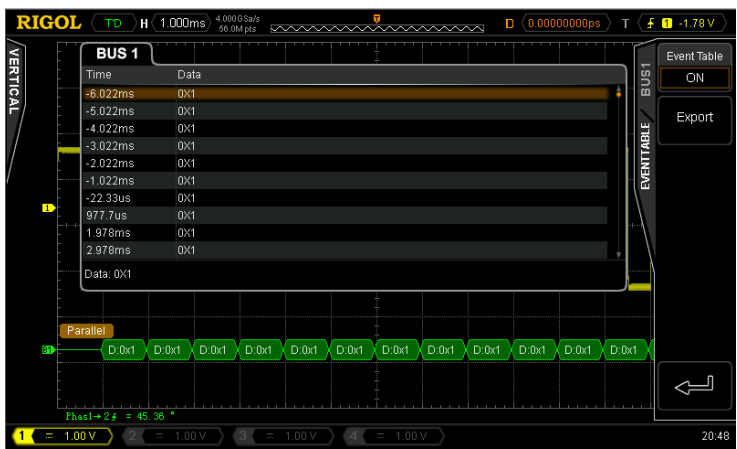 RIGOL T'D H 1.000ms 4.000GSa/s 56.0M pts D 0.00000000ps T 1 -1.78 V
VERTICAL
BUS 1
Time Data
-6.022ms 0X1
-5.022ms 0X1
-4.022ms 0X1
-3.022ms 0X1
-2.022ms 0X1
-1.022ms 0X1
-22.33us 0X1
977.7us 0X1
1.978ms 0X1
2.978ms 0X1
Data: 0X1
BUS1
EVENTTABLE
Event Table
ON
Export
1
Parallel
B1 D:0x1 D:0x1 D:0x1 D:0x1 D:0x1 D:0x1 D:0x1 D:0x1 D:0x1 D:0x1 D:0x1 D:0x1
Phas1→2 = 45.36 °
1 = 1.00 V 2 = 1.00 V 3 = 1.00 V 4 = 1.00 V 20:48